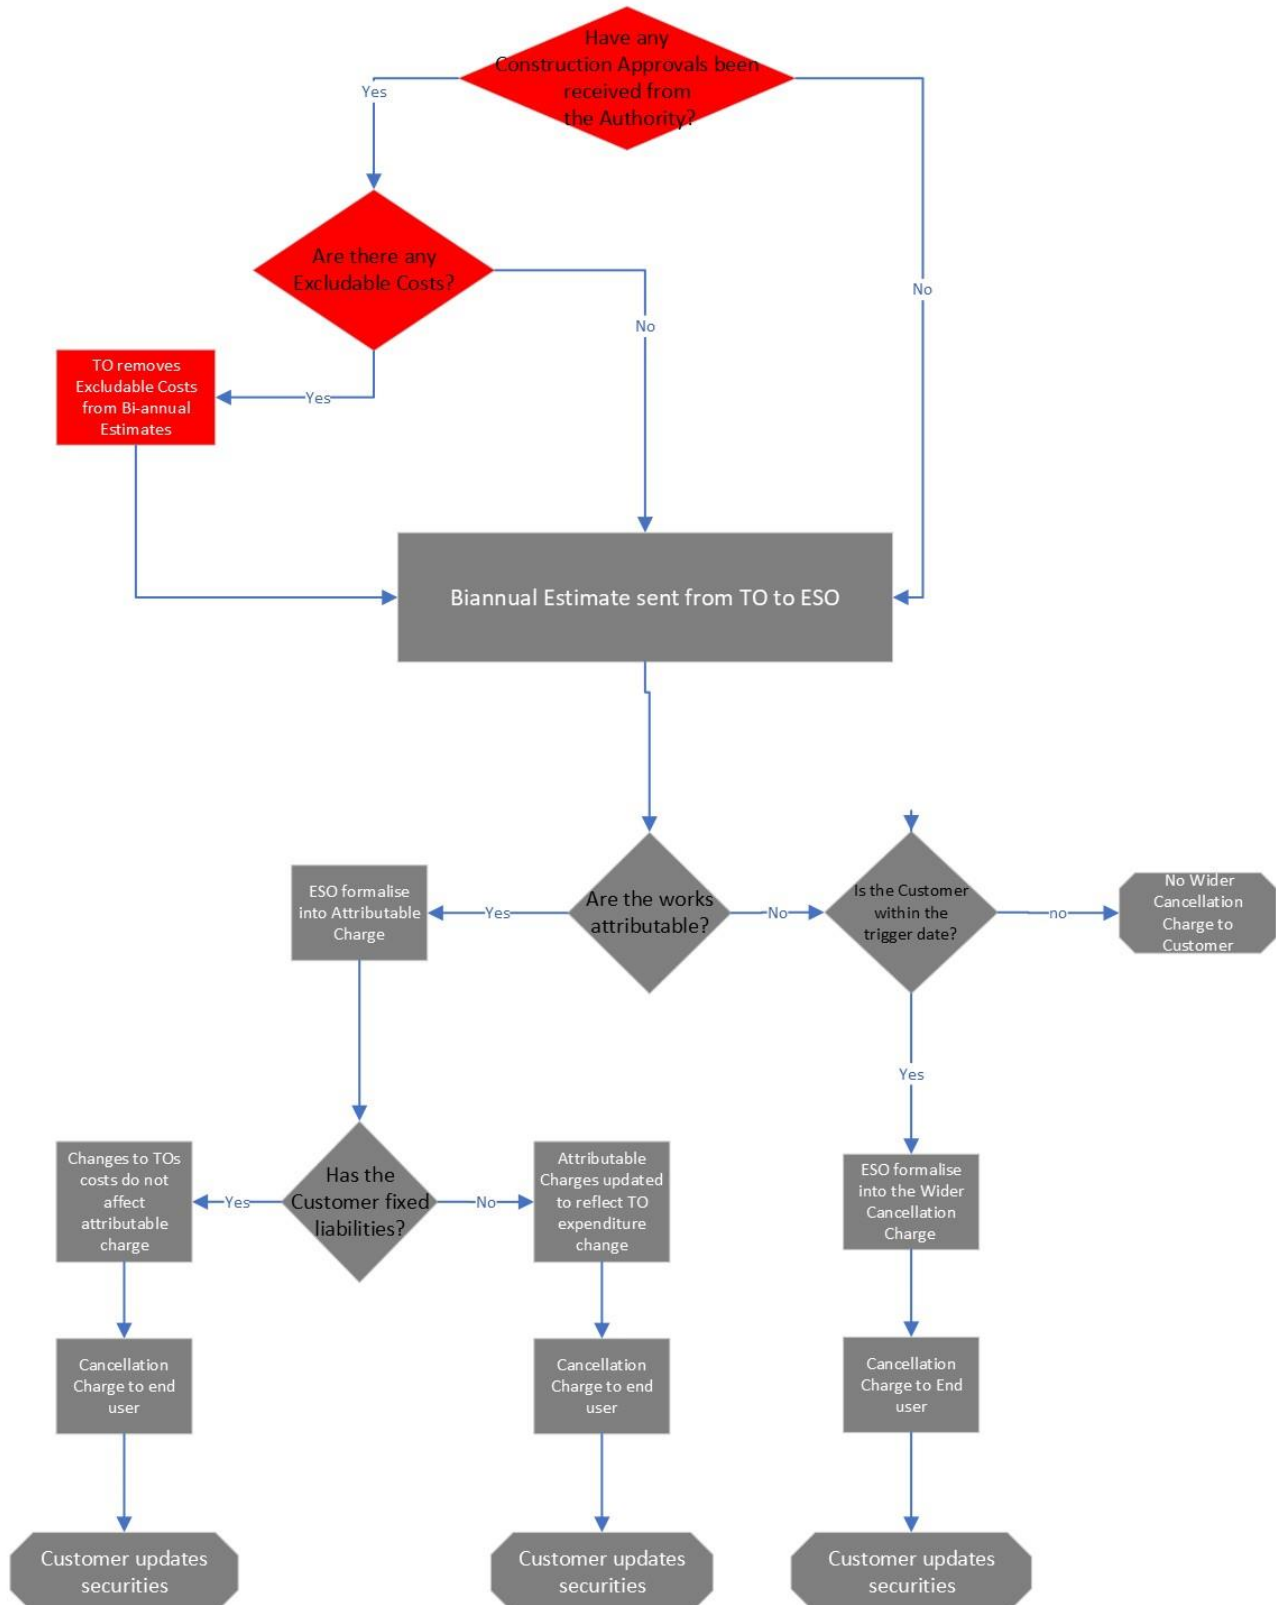 Have any
Construction Approvals been
received from
the Authority?
Yes
No
Are there any
Excludable Costs?
No
Yes
TO removes
Excludable Costs
from Bi-annual
Estimates
Biannual Estimate sent from TO to ESO
ESO formalise
into Attributable
Charge
Yes
Are the works
attributable?
No
Is the Customer
within the
trigger date?
no
No Wider
Cancellation
Charge to
Customer
Yes
Changes to TOs
costs do not
affect
attributable
charge
Yes
Has the
Customer fixed
liabilities?
No
Attributable
Charges updated
to reflect TO
expenditure
change
ESO formalise
into the Wider
Cancellation
Charge
Cancellation
Charge to end
user
Cancellation
Charge to end
user
Cancellation
Charge to End
user
Customer updates
securities
Customer updates
securities
Customer updates
securities